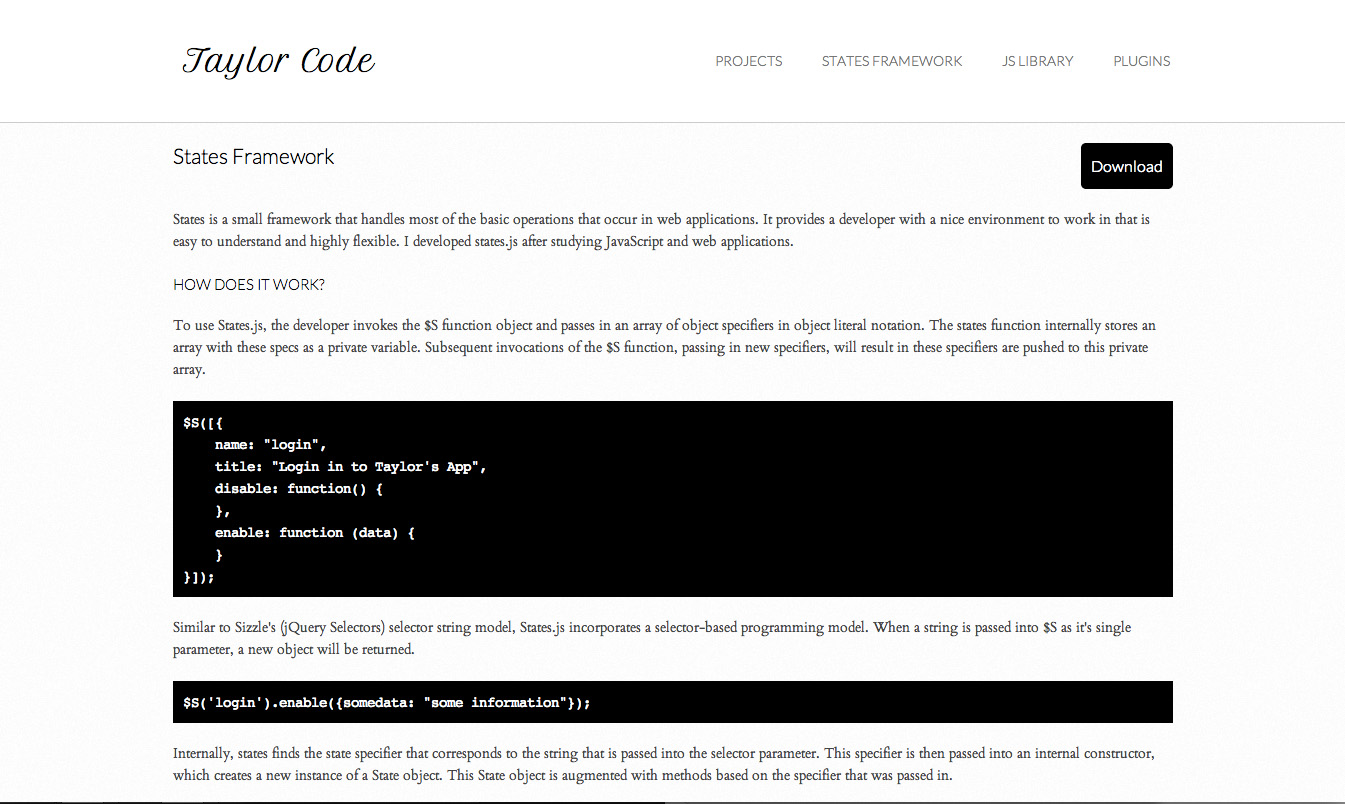 Taylor Code
PROJECTS STATES FRAMEWORK JS LIBRARY PLUGINS
States Framework
Download
States is a small framework that handles most of the basic operations that occur in web applications. It provides a developer with a nice environment to work in that is
easy to understand and highly flexible. I developed states.js after studying JavaScript and web applications.
HOW DOES IT WORK?
To use States.js, the developer invokes the $S function object and passes in an array of object specifiers in object literal notation. The states function internally stores an
array with these specs as a private variable. Subsequent invocations of the $S function, passing in new specifiers, will result in these specifiers are pushed to this private
array.
$S([{
    name: "login",
    title: "Login in to Taylor's App",
    disable: function() {
    },
    enable: function (data) {
    }
}]);
Similar to Sizzle's (jQuery Selectors) selector string model, States.js incorporates a selector-based programming model. When a string is passed into $S as it's single
parameter, a new object will be returned.
$S('login').enable({somedata: "some information"});
Internally, states finds the state specifier that corresponds to the string that is passed into the selector parameter. This specifier is then passed into an internal constructor,
which creates a new instance of a State object. This State object is augmented with methods based on the specifier that was passed in.